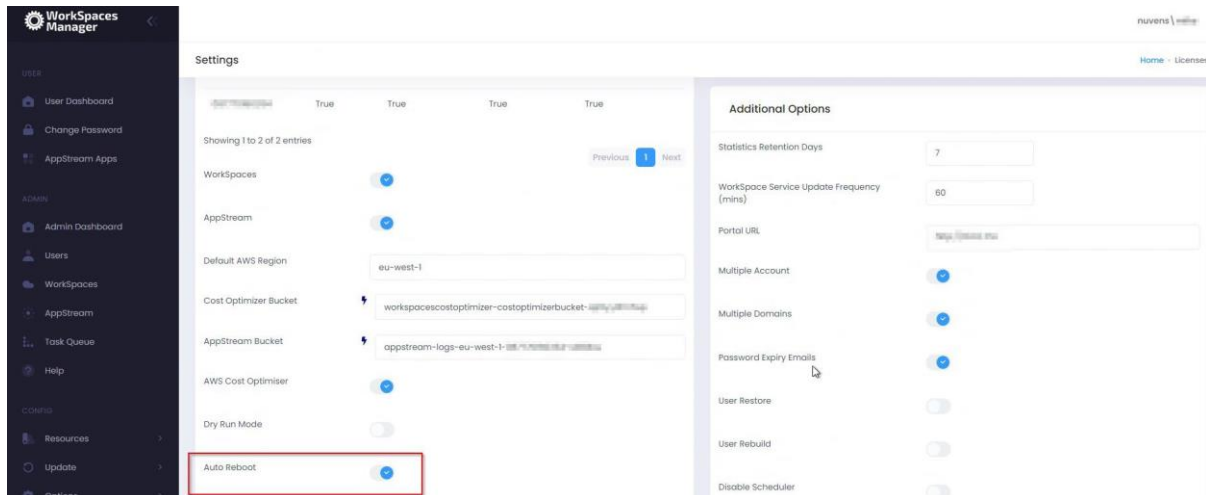 WorkSpaces
Manager
nuvens\
Settings
Home - Licenses
USER
User Dashboard
Change Password
AppStream Apps
ADMIN
Admin Dashboard
Users
WorkSpaces
AppStream
Task Queue
Help
CONFIG
Resources
Update
Options
True True True True
Showing 1 to 2 of 2 entries
Previous 1 Next
WorkSpaces
AppStream
Default AWS Region
eu-west-1
Cost Optimizer Bucket
workspacescostoptimizer-costoptimizerbucket-
AppStream Bucket
appstream-logs-eu-west-1-
AWS Cost Optimiser
Dry Run Mode
Auto Reboot
Additional Options
Statistics Retention Days
7
WorkSpace Service Update Frequency
(mins)
60
Portal URL
Multiple Account
Multiple Domains
Password Expiry Emails
User Restore
User Rebuild
Disable Scheduler